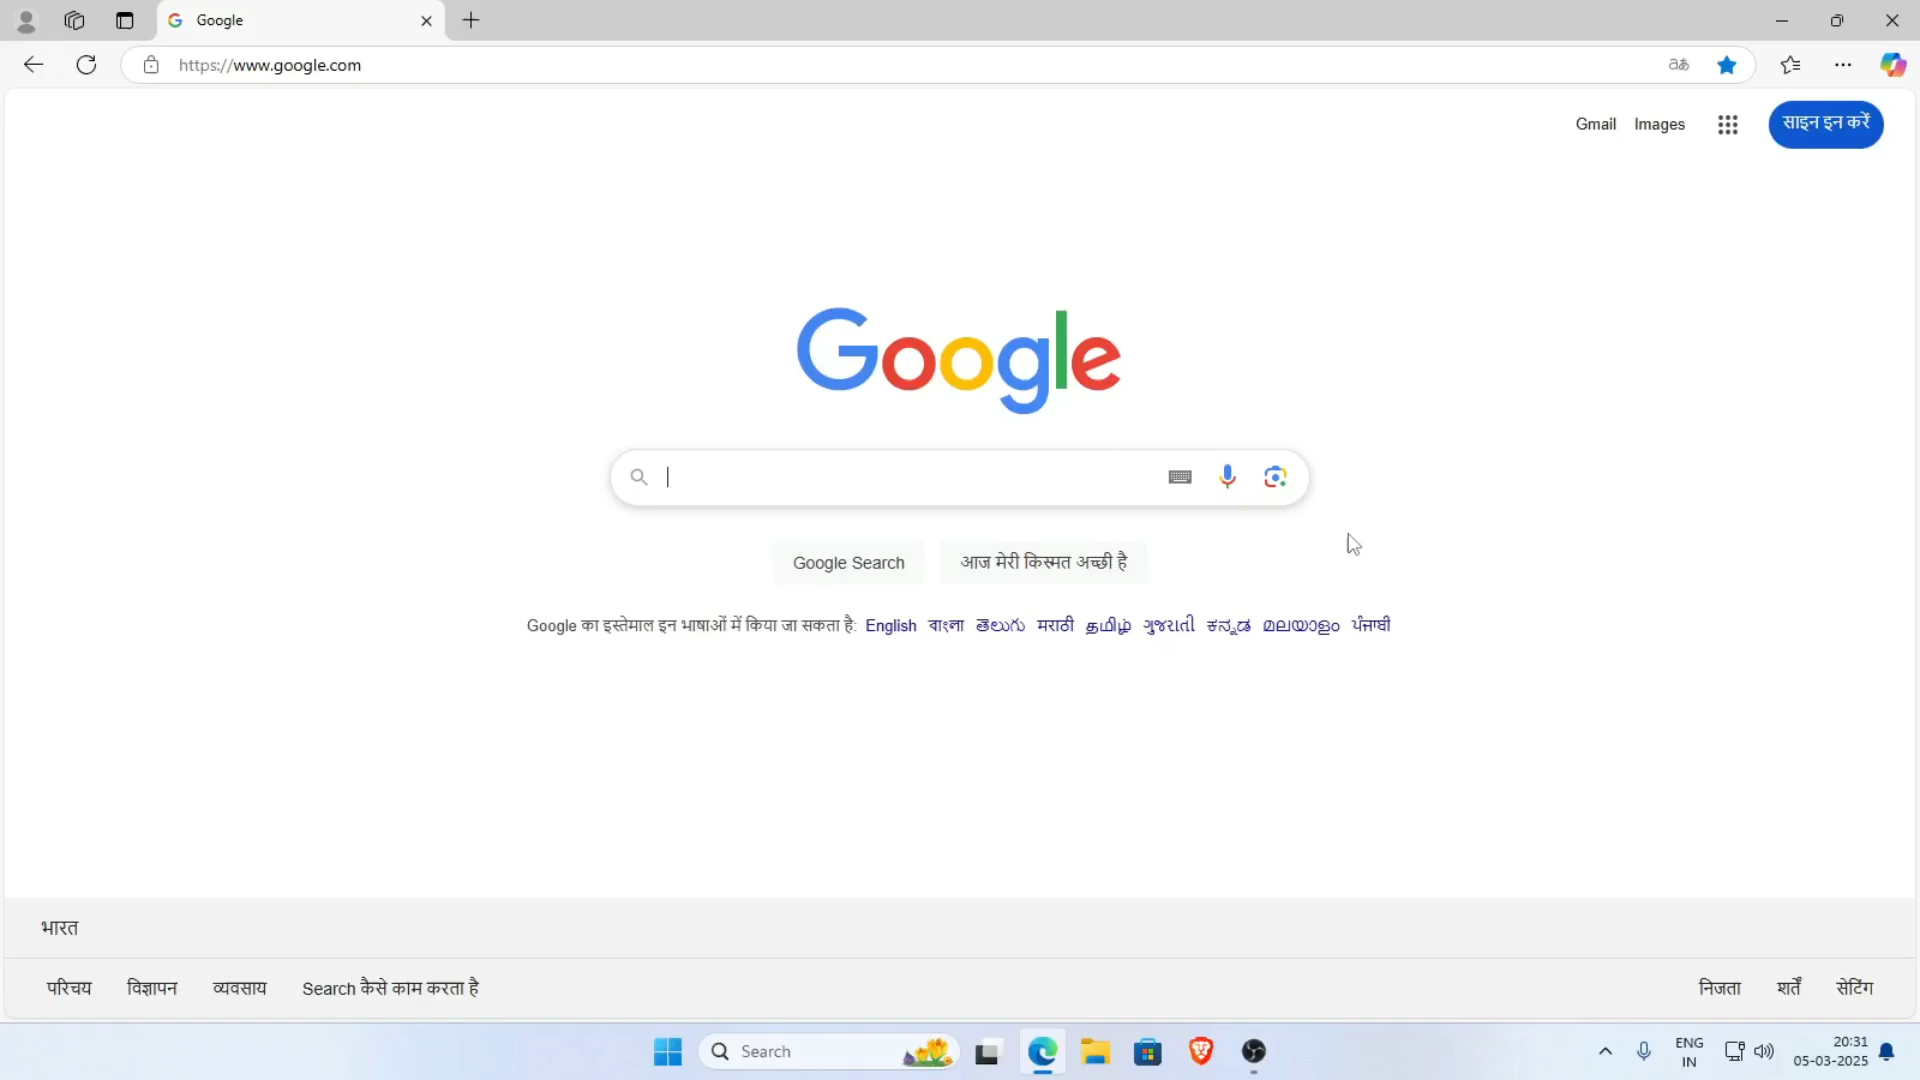 Google
https://www.google.com
aあ
Gmail Images साइन इन करें
Google
Google Search आज मेरी किस्मत अच्छी है
Google का इस्तेमाल इन भाषाओं में किया जा सकता है: English বাংলা తెలుగు मराठी தமிழ் ગુજરાતી ಕನ್ನಡ മലയാളം ਪੰਜਾਬੀ
भारत
परिचय विज्ञापन व्यवसाय Search कैसे काम करता है निजता शर्तें सेटिंग
Search
ENG
IN
20:31
05-03-2025